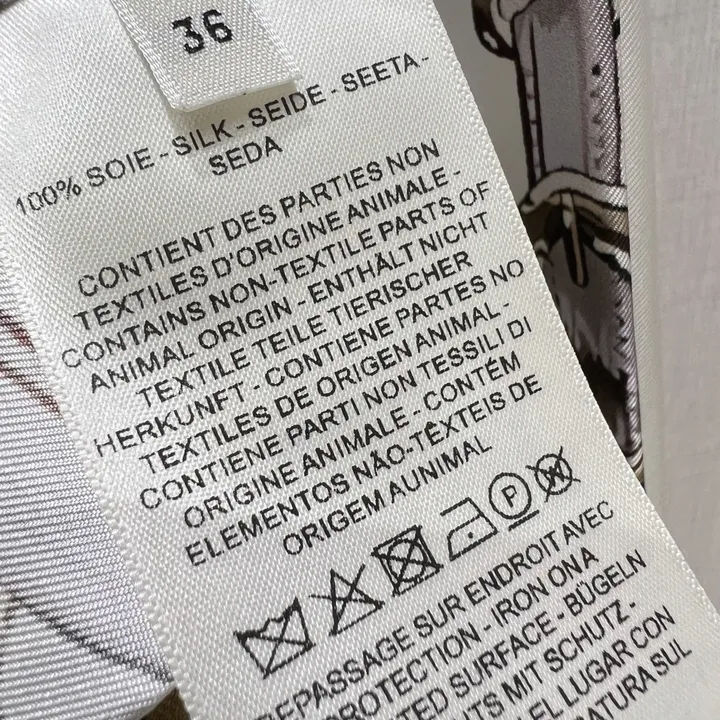 36
100% SOIE - SILK - SEIDE - SEETA -
SEDA
CONTIENT DES PARTIES NON
TEXTILES D'ORIGINE ANIMALE -
CONTAINS NON-TEXTILE PARTS OF
ANIMAL ORIGIN - ENTHÄLT NICHT
TEXTILE TEILE TIERISCHER
HERKUNFT - CONTIENE PARTES NO
TEXTILES DE ORIGEN ANIMAL -
CONTIENE PARTI NON TESSILI DI
ORIGINE ANIMALE - CONTÉM
ELEMENTOS NÃO-TÊXTEIS DE
ORIGEM AUNIMAL
P
REPASSAGE SUR ENDROIT AVEC
PROTECTION - IRON ON A
TED SURFACE - BÜGELN
TS MIT SCHUTZ -
EL LUGAR CON
ATURA SUL